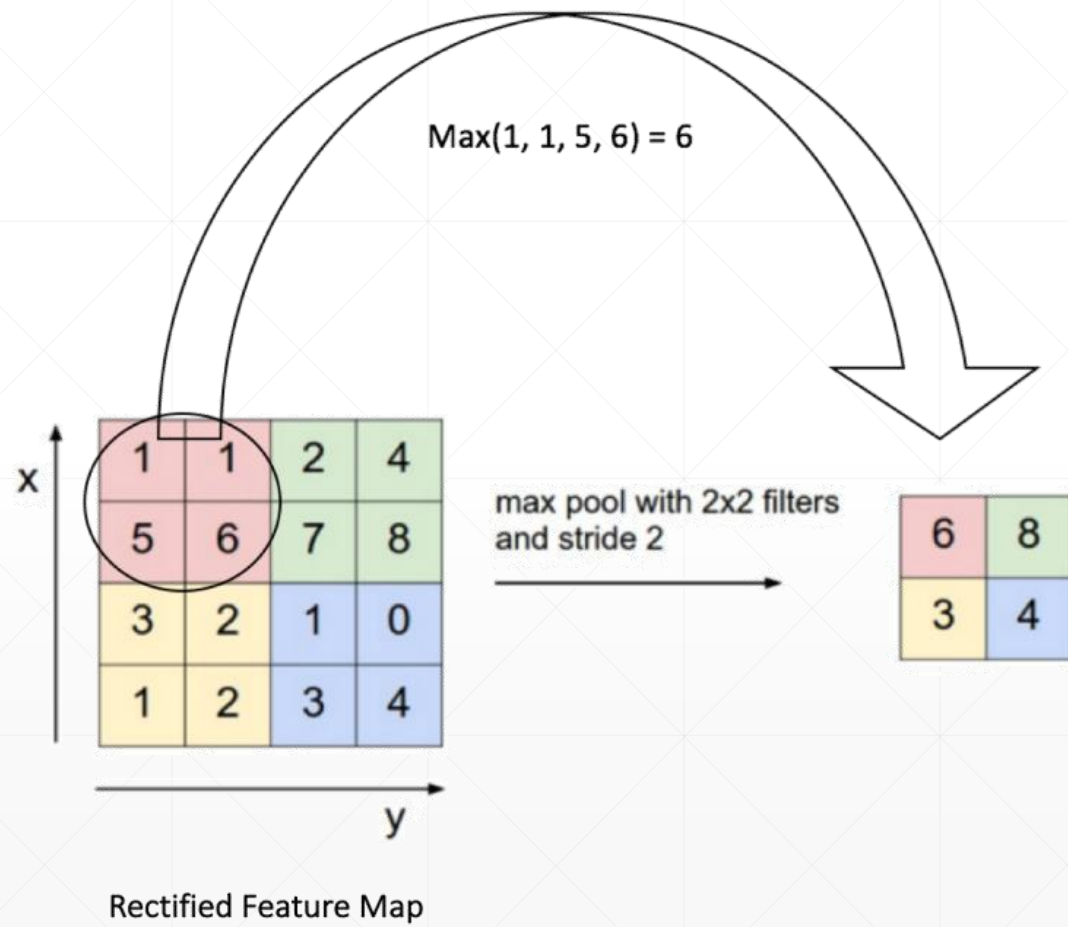 Max(1, 1, 5, 6) = 6
x
1 1 2 4
5 6 7 8
3 2 1 0
1 2 3 4
y
max pool with 2x2 filters
and stride 2
6 8
3 4
Rectified Feature Map